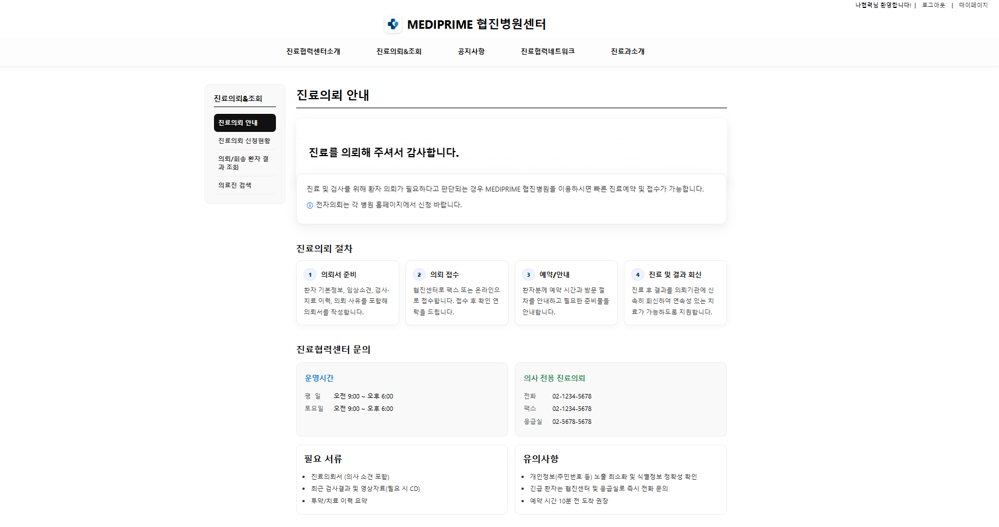 나협력님 환영합니다! | 로그아웃 | 마이페이지
MEDIPRIME 협진병원센터
진료협력센터소개 진료의뢰&조회 공지사항 진료협력네트워크 진료과소개
진료의뢰&조회
진료의뢰 안내
진료의뢰 신청현황
의뢰/회송 환자 결
과 조회
의료진 검색
진료의뢰 안내
진료를 의뢰해 주셔서 감사합니다.
진료 및 검사를 위해 환자 의뢰가 필요하다고 판단되는 경우 MEDIPRIME 협진병원을 이용하시면 빠른 진료예약 및 접수가 가능합니다.
전자의뢰는 각 병원 홈페이지에서 신청 바랍니다.
진료의뢰 절차
1 의뢰서 준비
환자 기본정보, 임상소견, 검사·
치료 이력, 의뢰 사유를 포함해
의뢰서를 작성합니다.
2 의뢰 접수
협진센터로 팩스 또는 온라인으
로 접수합니다. 접수 후 확인 연
락을 드립니다.
3 예약/안내
환자분께 예약 시간과 방문 절
차를 안내하고 필요한 준비물을
안내합니다.
4 진료 및 결과 회신
진료 후 결과를 의뢰기관에 신
속히 회신하여 연속성 있는 치
료가 가능하도록 지원합니다.
진료협력센터 문의
운영시간
평 일 오전 9:00 ~ 오후 6:00
토요일 오전 9:00 ~ 오후 6:00
의사 전용 진료의뢰
전화 02-1234-5678
팩스 02-1234-5678
응급실 02-5678-5678
필요 서류
• 진료의뢰서 (의사 소견 포함)
• 최근 검사결과 및 영상자료(필요 시 CD)
• 투약/치료 이력 요약
유의사항
• 개인정보(주민번호 등) 노출 최소화 및 식별정보 정확성 확인
• 긴급 환자는 협진센터 및 응급실로 즉시 전화 문의
• 예약 시간 10분 전 도착 권장